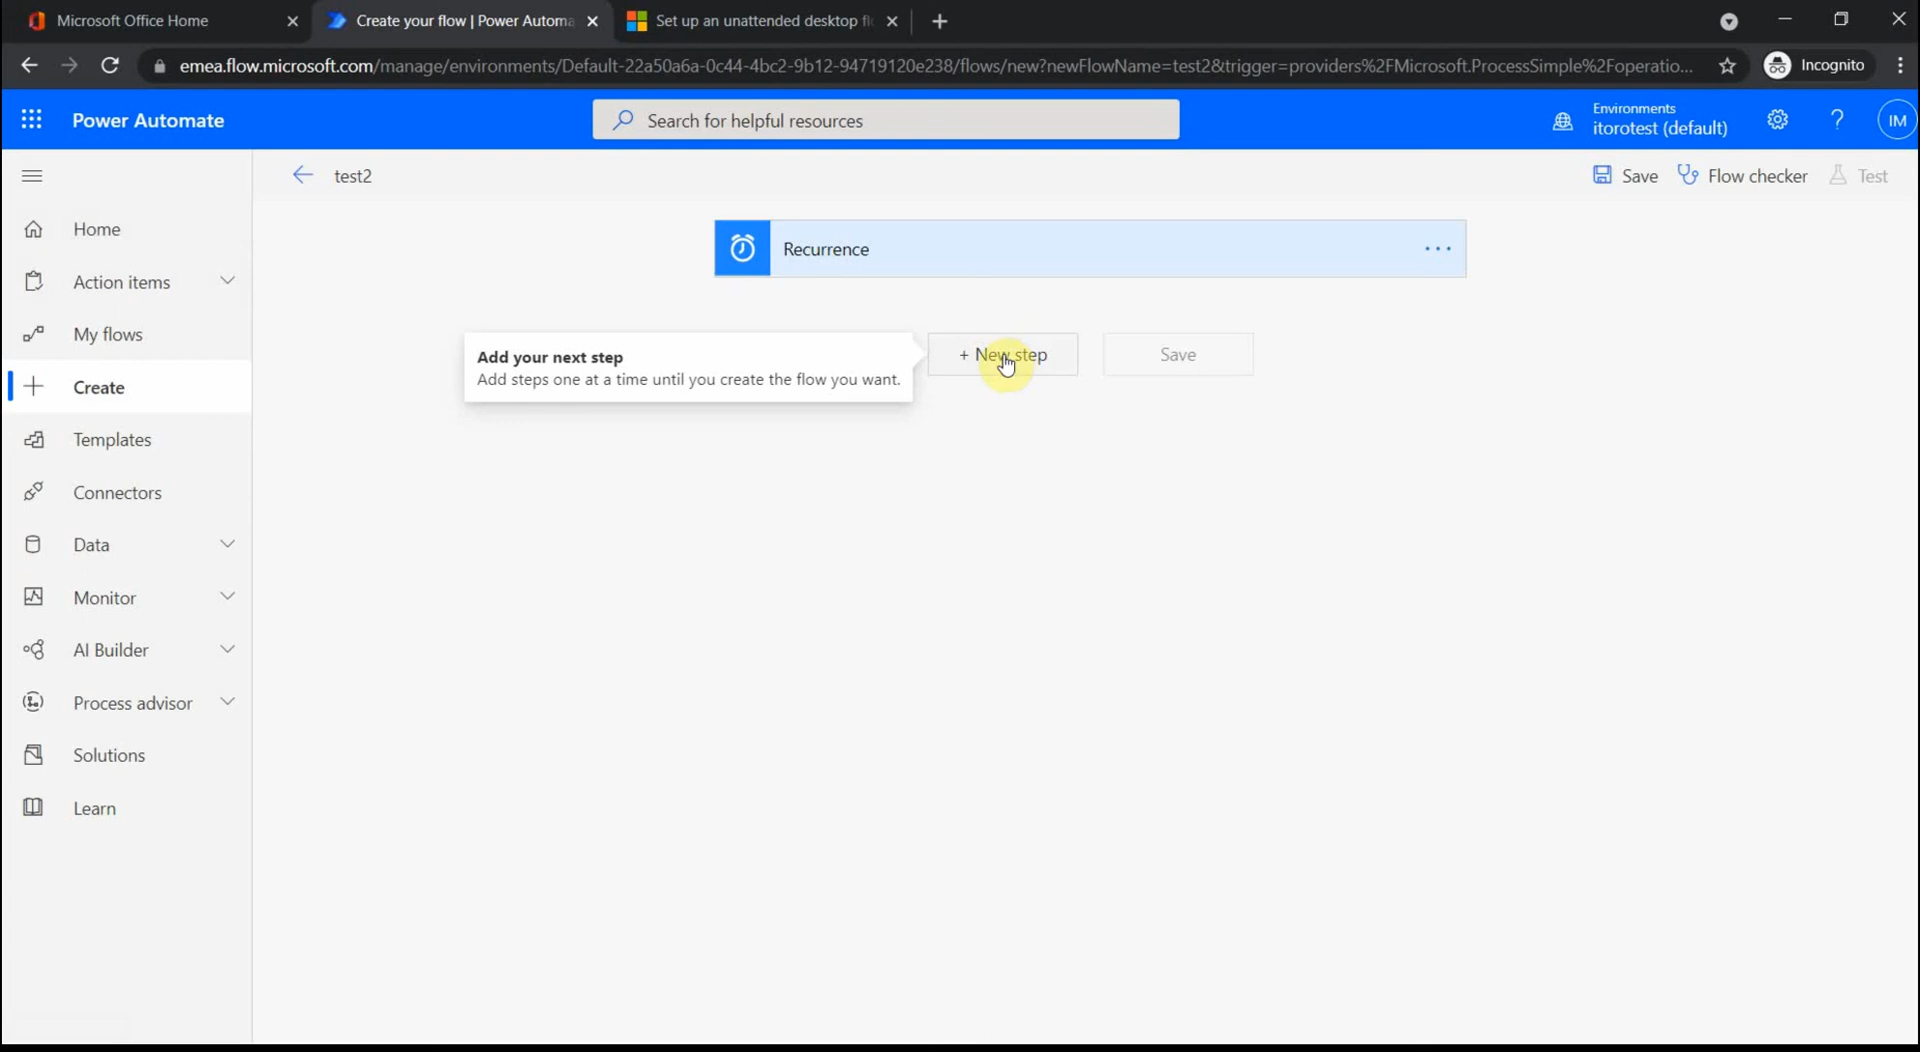 Microsoft Office Home
Create your flow | Power Automa
Set up an unattended desktop fl
emea.flow.microsoft.com/manage/environments/Default-22a50a6a-0c44-4bc2-9b12-94719120e238/flows/new?newFlowName=test2&trigger=providers%2FMicrosoft.ProcessSimple%2Foperatio...
Incognito
Power Automate
Search for helpful resources
Environments
itorotest (default)
IM
test2
Save
Flow checker
Test
Home
Action items
My flows
Create
Templates
Connectors
Data
Monitor
AI Builder
Process advisor
Solutions
Learn
Recurrence
Add your next step
Add steps one at a time until you create the flow you want.
+ New step
Save